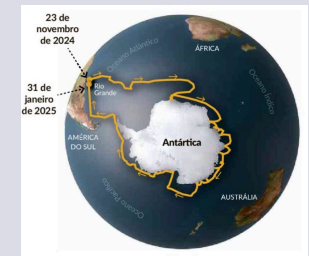 23 de
novembro
de 2024
31 de
janeiro
de 2025
Rio
Grande
Oceano Atlântico
ÁFRICA
Oceano Índico
AMÉRICA
DO SUL
Antártica
Oceano Pacífico
AUSTRÁLIA